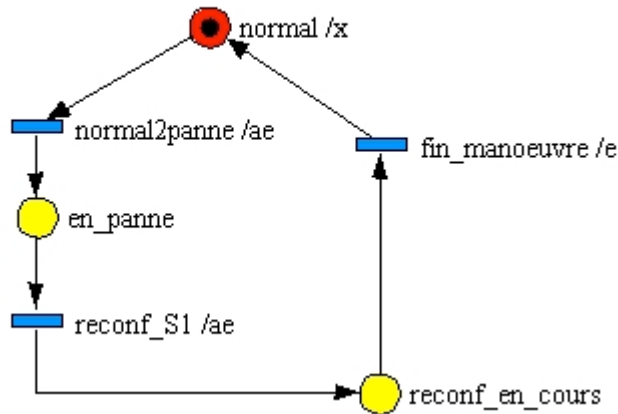 normal /x
normal2panne /ae
fin_manoeuvre /e
en_panne
reconf_S1 /ae
reconf_en_cours